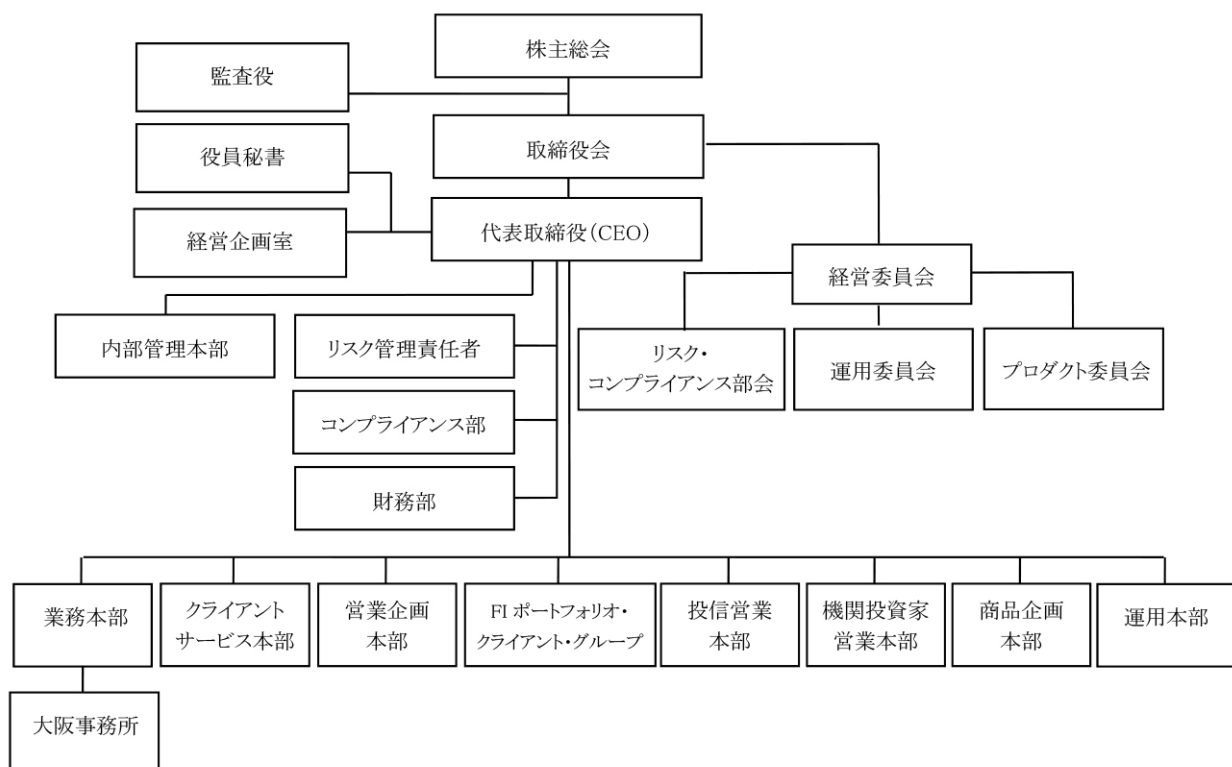 株主総会
監査役
取締役会
役員秘書
代表取締役(CEO)
経営企画室
経営委員会
内部管理本部
リスク管理責任者
リスク・
コンプライアンス部会
運用委員会
プロダクト委員会
コンプライアンス部
財務部
業務本部
クライアント
サービス本部
営業企画
本部
FI ポートフォリオ・
クライアント・グループ
投信営業
本部
機関投資家
営業本部
商品企画
本部
運用本部
大阪事務所